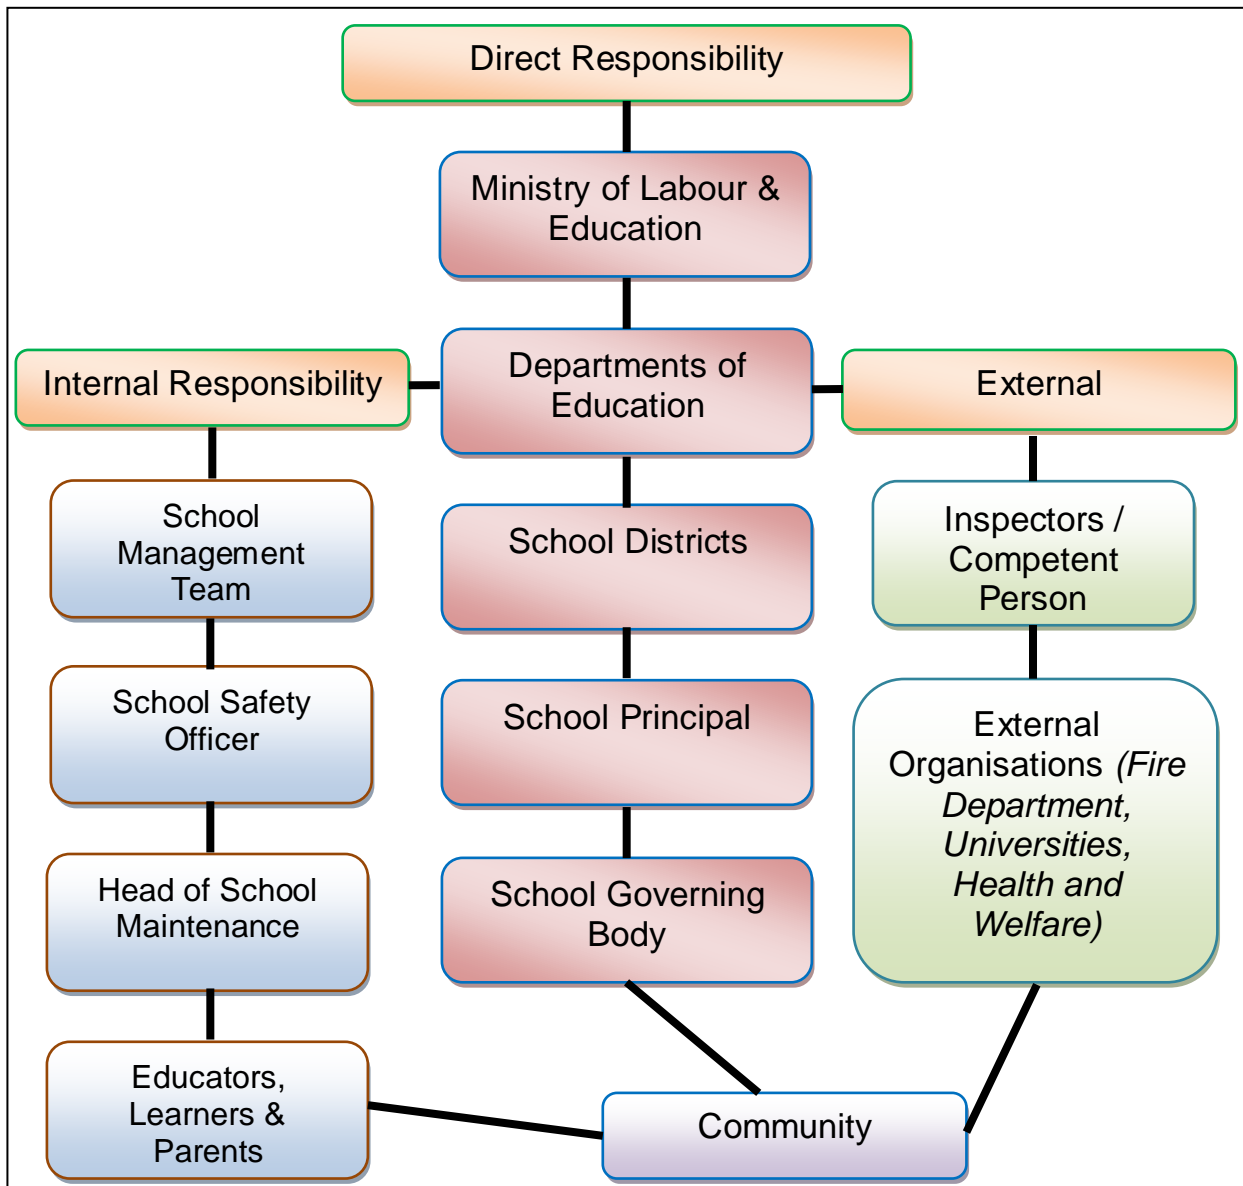 Direct Responsibility
Ministry of Labour &
Education
Internal Responsibility
Departments of
Education
External
School
Management
Team
School Districts
Inspectors /
Competent
Person
School Safety
Officer
School Principal
External
Organisations (Fire
Department,
Universities,
Health and
Welfare)
Head of School
Maintenance
School Governing
Body
Educators,
Learners &
Parents
Community